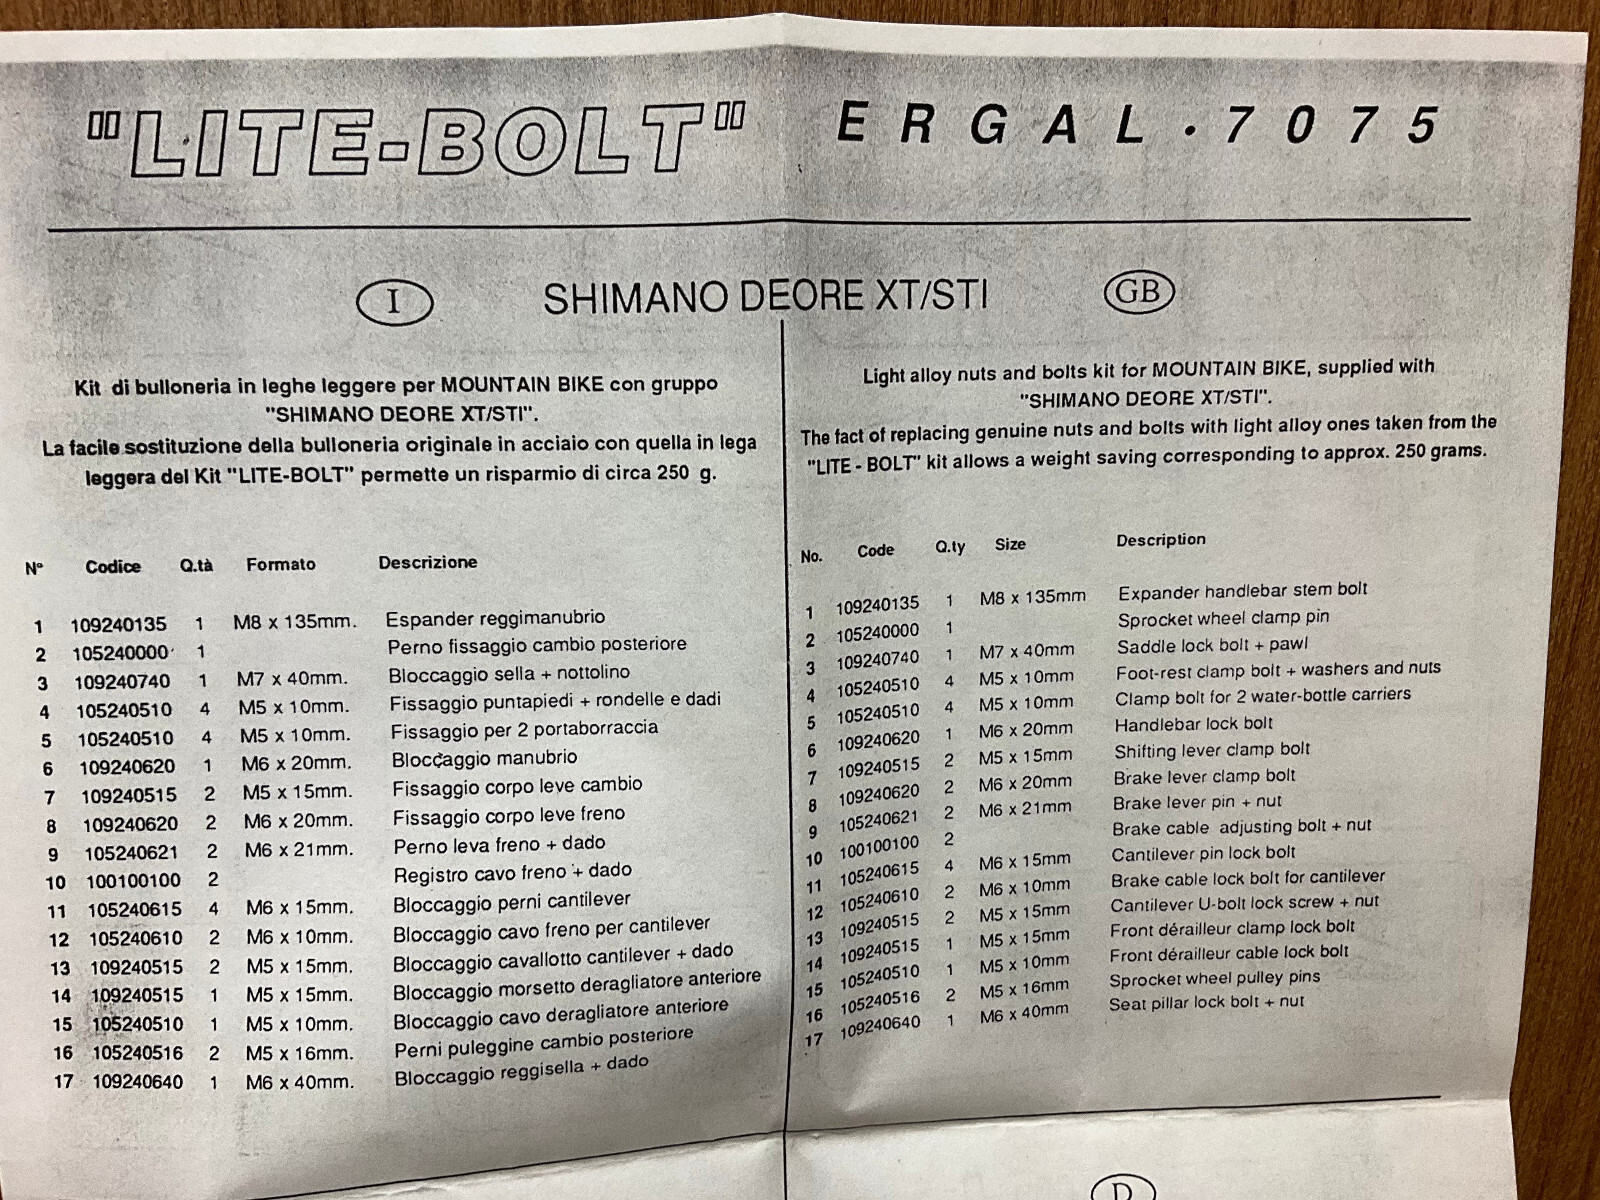 "LITE-BOLT" ERGAL·7075
I SHIMANO DEORE XT/STI GB
Kit di bulloneria in leghe leggere per MOUNTAIN BIKE con gruppo
"SHIMANO DEORE XT/STI".
La facile sostituzione della bulloneria originale in acciaio con quella in lega
leggera del Kit "LITE-BOLT" permette un risparmio di circa 250 g.
N° Codice Q.tà Formato Descrizione
1 109240135 1 M8 x 135mm. Espander reggimanubrio
2 105240000 1 Perno fissaggio cambio posteriore
3 109240740 1 M7 x 40mm. Bloccaggio sella + nottolino
4 105240510 4 M5 x 10mm. Fissaggio puntapiedi + rondelle e dadi
5 105240510 4 M5 x 10mm. Fissaggio per 2 portaborraccia
6 109240620 1 M6 x 20mm. Bloccaggio manubrio
7 109240515 2 M5 x 15mm. Fissaggio corpo leve cambio
8 109240620 2 M6 x 20mm. Fissaggio corpo leve freno
9 105240621 2 M6 x 21mm. Perno leva freno + dado
10 100100100 2 Registro cavo freno + dado
11 105240615 4 M6 x 15mm. Bloccaggio perni cantilever
12 105240610 2 M6 x 10mm. Bloccaggio cavo freno per cantilever
13 109240515 2 M5 x 15mm. Bloccaggio cavallotto cantilever + dado
14 109240515 1 M5 x 15mm. Bloccaggio morsetto deragliatore anteriore
15 105240510 1 M5 x 10mm. Bloccaggio cavo deragliatore anteriore
16 105240516 2 M5 x 16mm. Perni puleggine cambio posteriore
17 109240640 1 M6 x 40mm. Bloccaggio reggisella + dado
Light alloy nuts and bolts kit for MOUNTAIN BIKE, supplied with
"SHIMANO DEORE XT/STI".
The fact of replacing genuine nuts and bolts with light alloy ones taken from the
"LITE - BOLT" kit allows a weight saving corresponding to approx. 250 grams.
No. Code Q.ty Size Description
1 109240135 1 M8 x 135mm Expander handlebar stem bolt
2 105240000 1 Sprocket wheel clamp pin
3 109240740 1 M7 x 40mm Saddle lock bolt + pawl
4 105240510 4 M5 x 10mm Foot-rest clamp bolt + washers and nuts
5 105240510 4 M5 x 10mm Clamp bolt for 2 water-bottle carriers
6 109240620 1 M6 x 20mm Handlebar lock bolt
7 109240515 2 M5 x 15mm Shifting lever clamp bolt
8 109240620 2 M6 x 20mm Brake lever clamp bolt
9 105240621 2 M6 x 21mm Brake lever pin + nut
10 100100100 2 Brake cable adjusting bolt + nut
11 105240615 4 M6 x 15mm Cantilever pin lock bolt
12 105240610 2 M6 x 10mm Brake cable lock bolt for cantilever
13 109240515 2 M5 x 15mm Cantilever U-bolt lock screw + nut
14 109240515 1 M5 x 15mm Front dérailleur clamp lock bolt
15 105240510 1 M5 x 10mm Front dérailleur cable lock bolt
16 105240516 2 M5 x 16mm Sprocket wheel pulley pins
17 109240640 1 M6 x 40mm Seat pillar lock bolt + nut
D